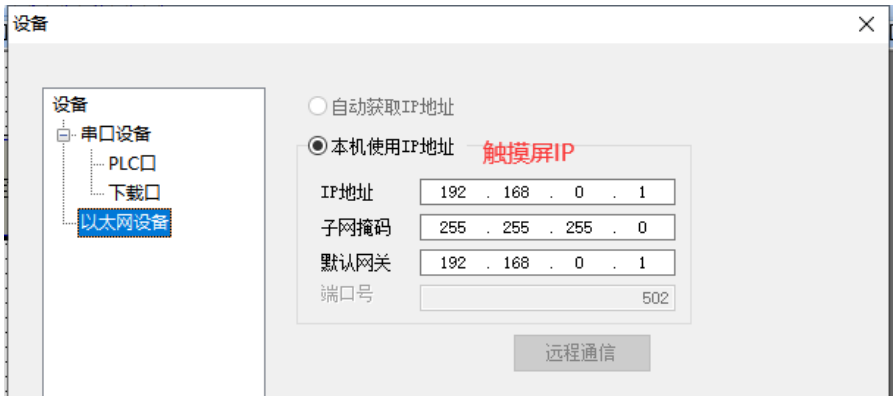 设备
设备
串口设备
PLC口
下载口
以太网设备
自动获取IP地址
本机使用IP地址
触摸屏IP
IP地址 192 . 168 . 0 . 1
子网掩码 255 . 255 . 255 . 0
默认网关 192 . 168 . 0 . 1
端口号 502
远程通信